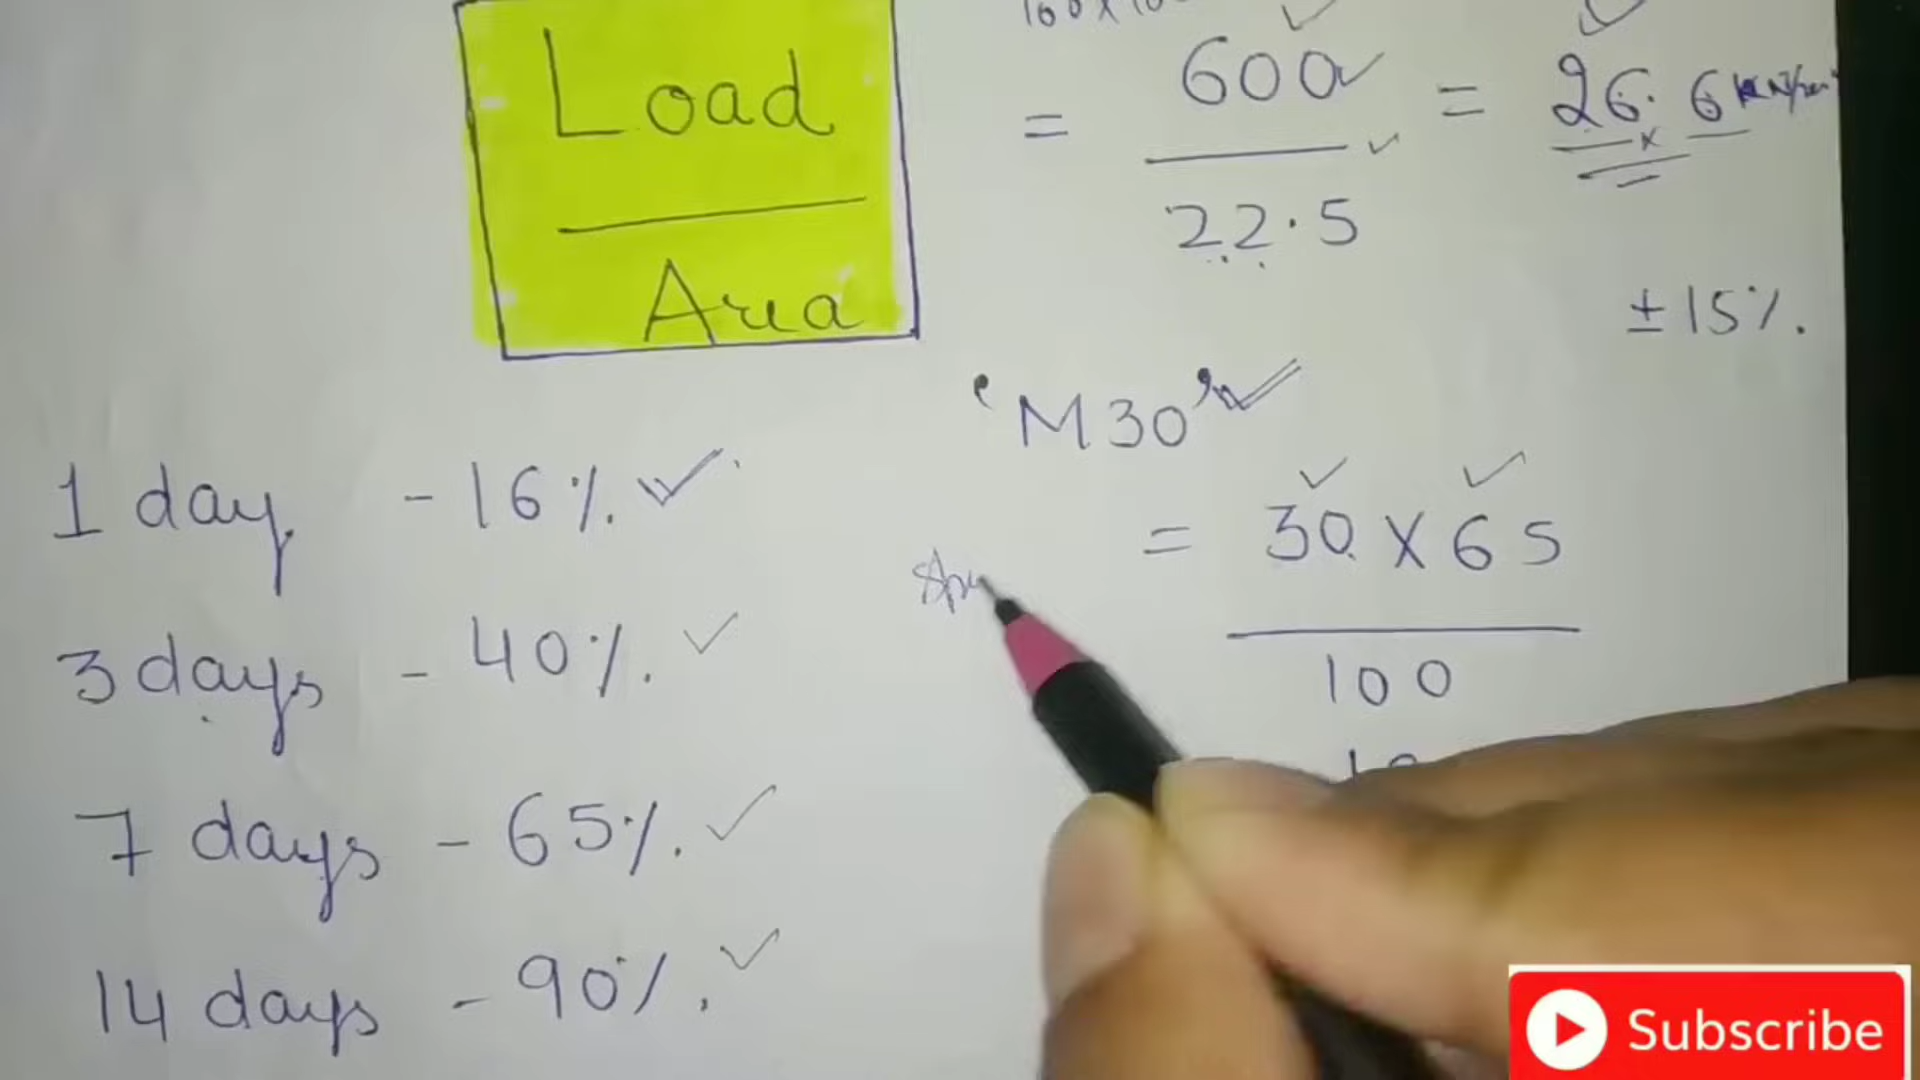 Load
Area
= 600 = 26.6
22.5
±15%.
'M30'
= 30 X 65
100
1 day - 16%.
3 days - 40%.
7 days - 65%.
14 days - 90%.
Subscribe